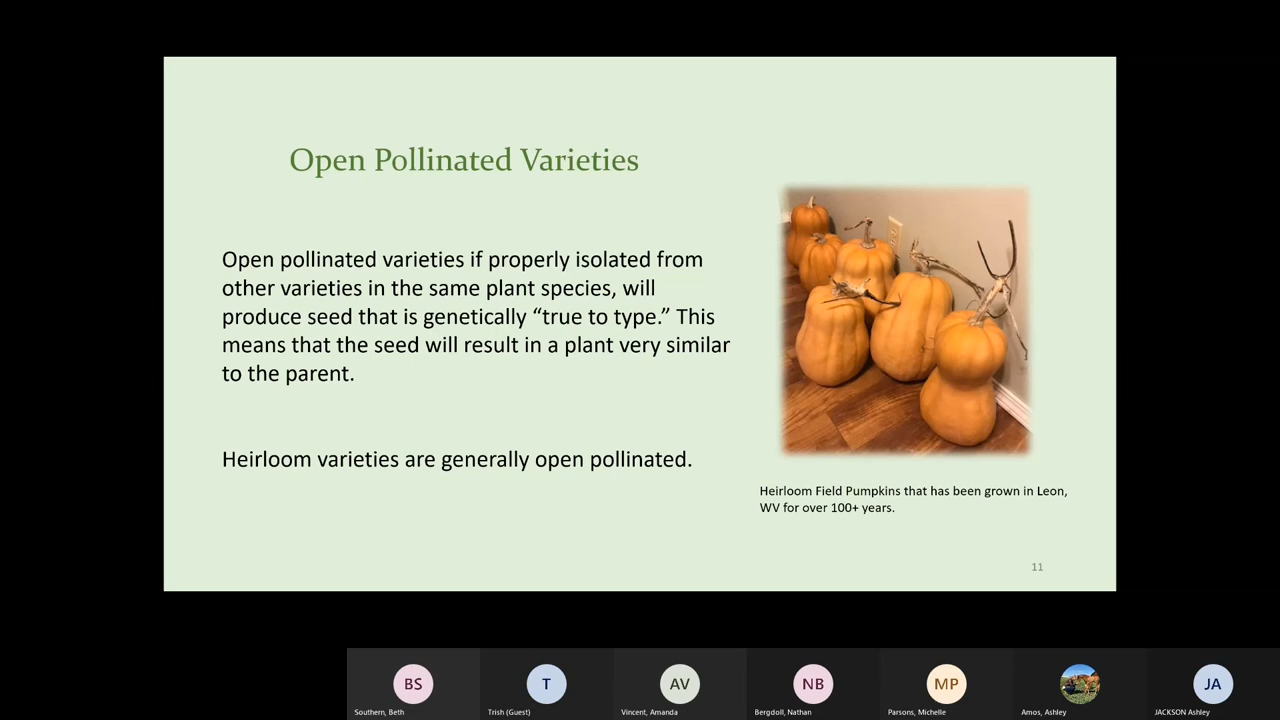 Open Pollinated Varieties
Open pollinated varieties if properly isolated from
other varieties in the same plant species, will
produce seed that is genetically “true to type.” This
means that the seed will result in a plant very similar
to the parent.
Heirloom varieties are generally open pollinated.
Heirloom Field Pumpkins that has been grown in Leon,
WV for over 100+ years.
11
BS
T
AV
NB
MP
JA
Southern, Beth
Trish (Guest)
Vincent, Amanda
Bergdoll, Nathan
Parsons, Michelle
Amos, Ashley
JACKSON Ashley